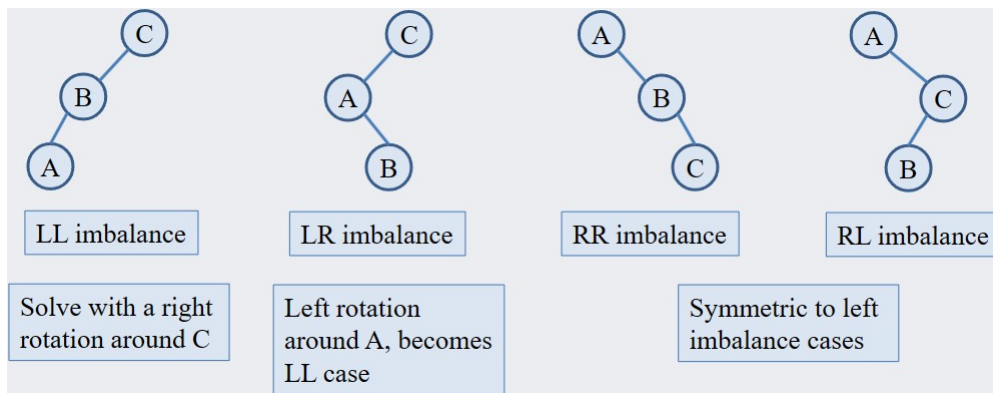 C
B
A
C
A
B
A
B
C
A
C
B
LL imbalance
LR imbalance
RR imbalance
RL imbalance
Solve with a right
rotation around C
Left rotation
around A, becomes
LL case
Symmetric to left
imbalance cases